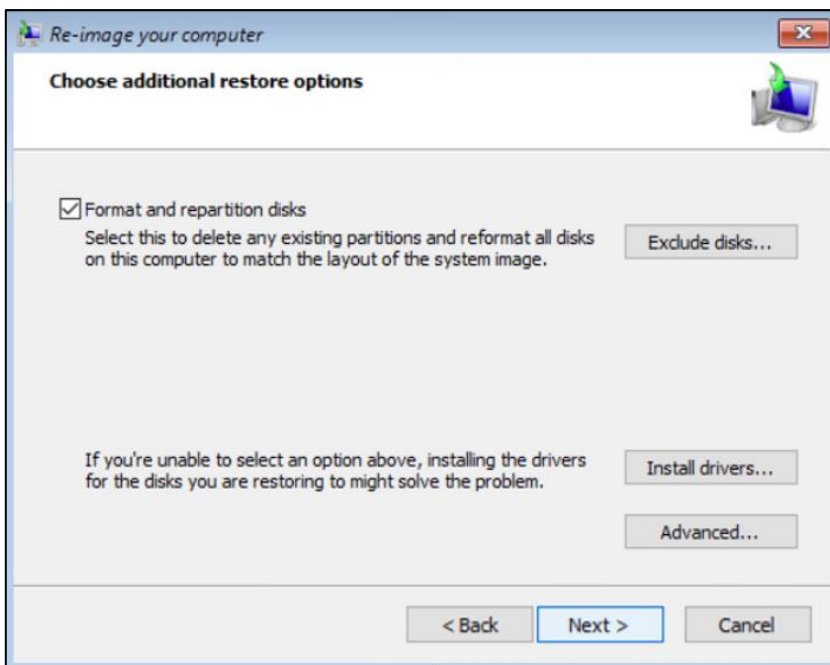 Re-image your computer
Choose additional restore options
Format and repartition disks
Select this to delete any existing partitions and reformat all disks
on this computer to match the layout of the system image.
Exclude disks...
If you're unable to select an option above, installing the drivers
for the disks you are restoring to might solve the problem.
Install drivers...
Advanced...
< Back
Next >
Cancel